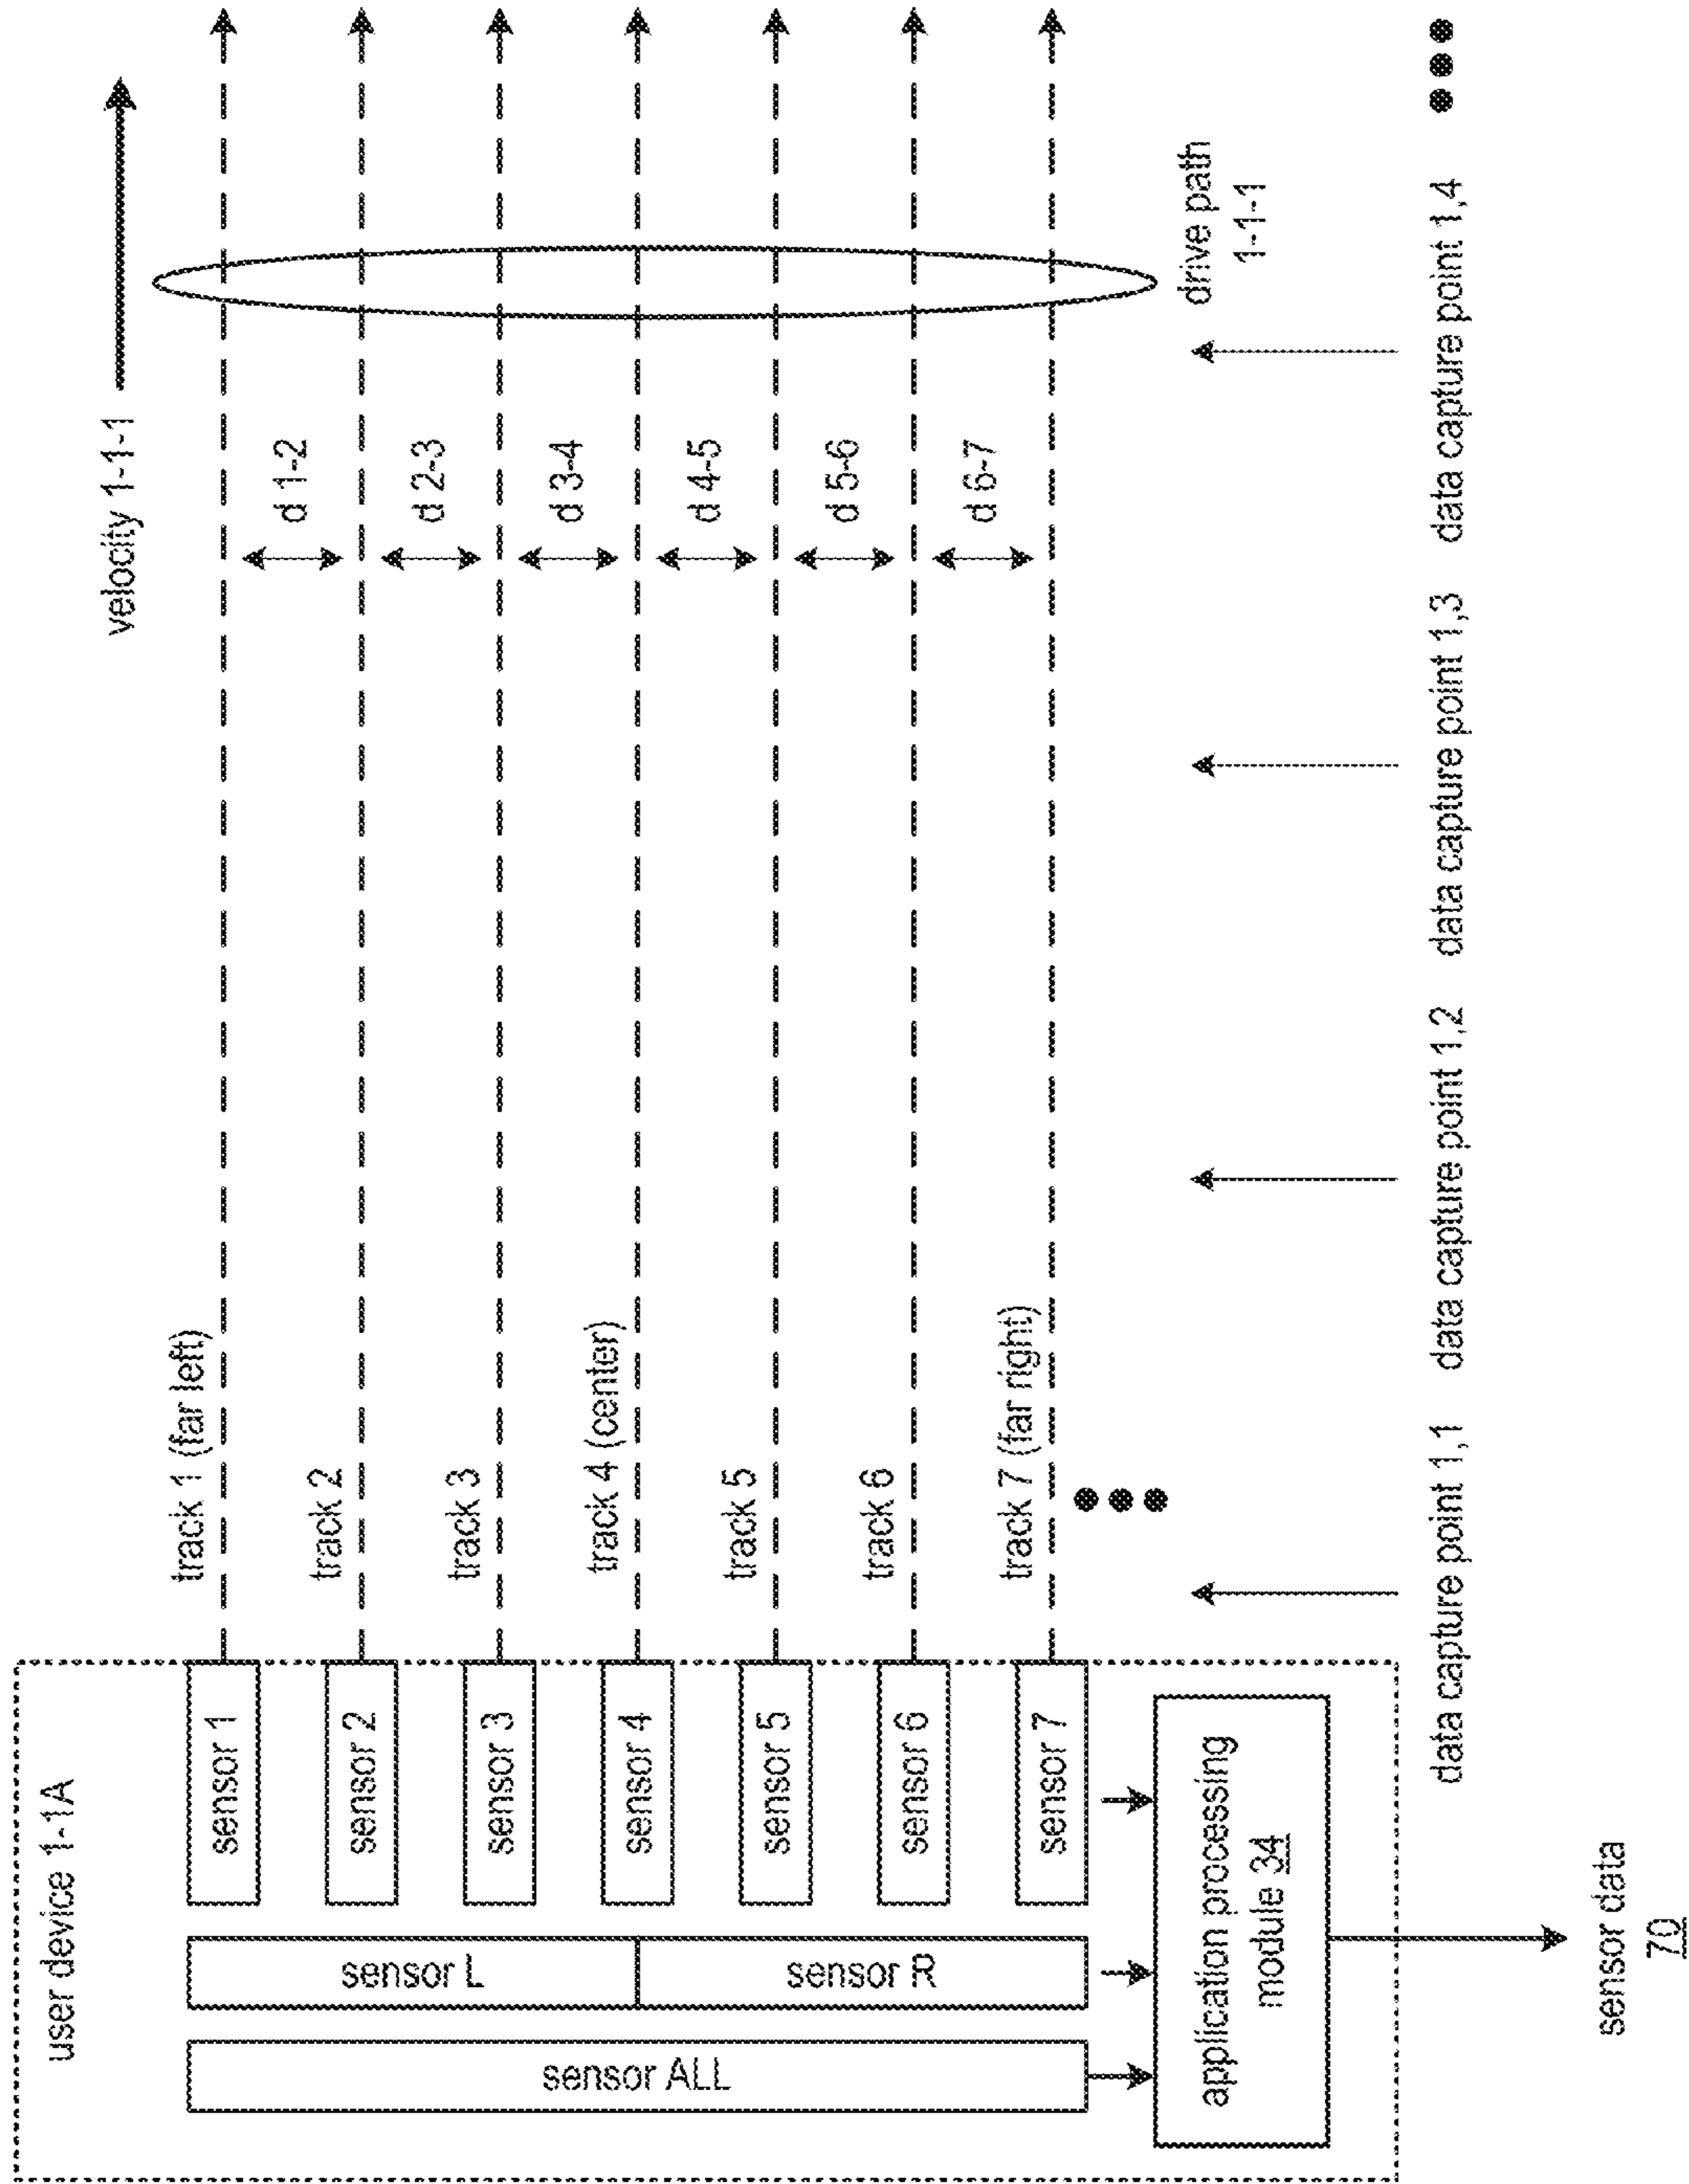 user device 1-1A
velocity 1-1-1
sensor ALL
sensor L
sensor R
sensor 1
sensor 2
sensor 3
sensor 4
sensor 5
sensor 6
sensor 7
track 1 (far left)
track 2
track 3
track 4 (center)
track 5
track 6
track 7 (far right)
d 1-2
d 2-3
d 3-4
d 4-5
d 5-6
d 6-7
drive path
1-1-1
application processing
module 34
data capture point 1,1
data capture point 1,2
data capture point 1,3
data capture point 1,4
sensor data
70